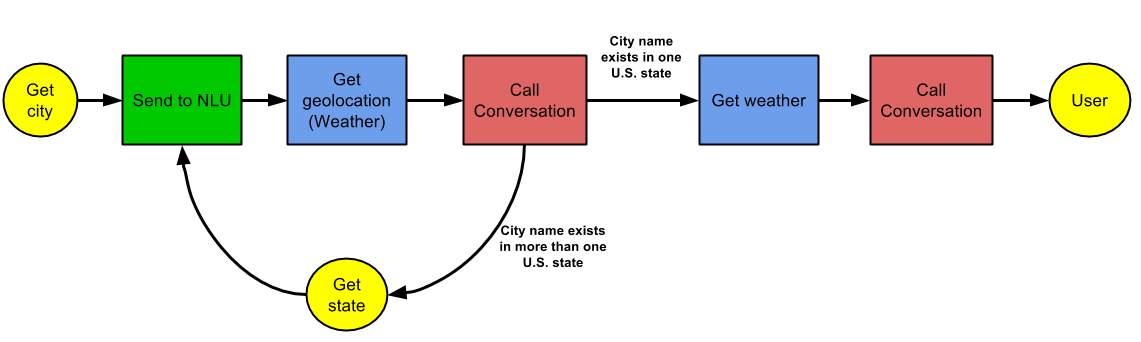 Get
city
Send to NLU
Get
geolocation
(Weather)
Call
Conversation
City name
exists in one
U.S. state
Get weather
Call
Conversation
User
City name exists
in more than one
U.S. state
Get
state